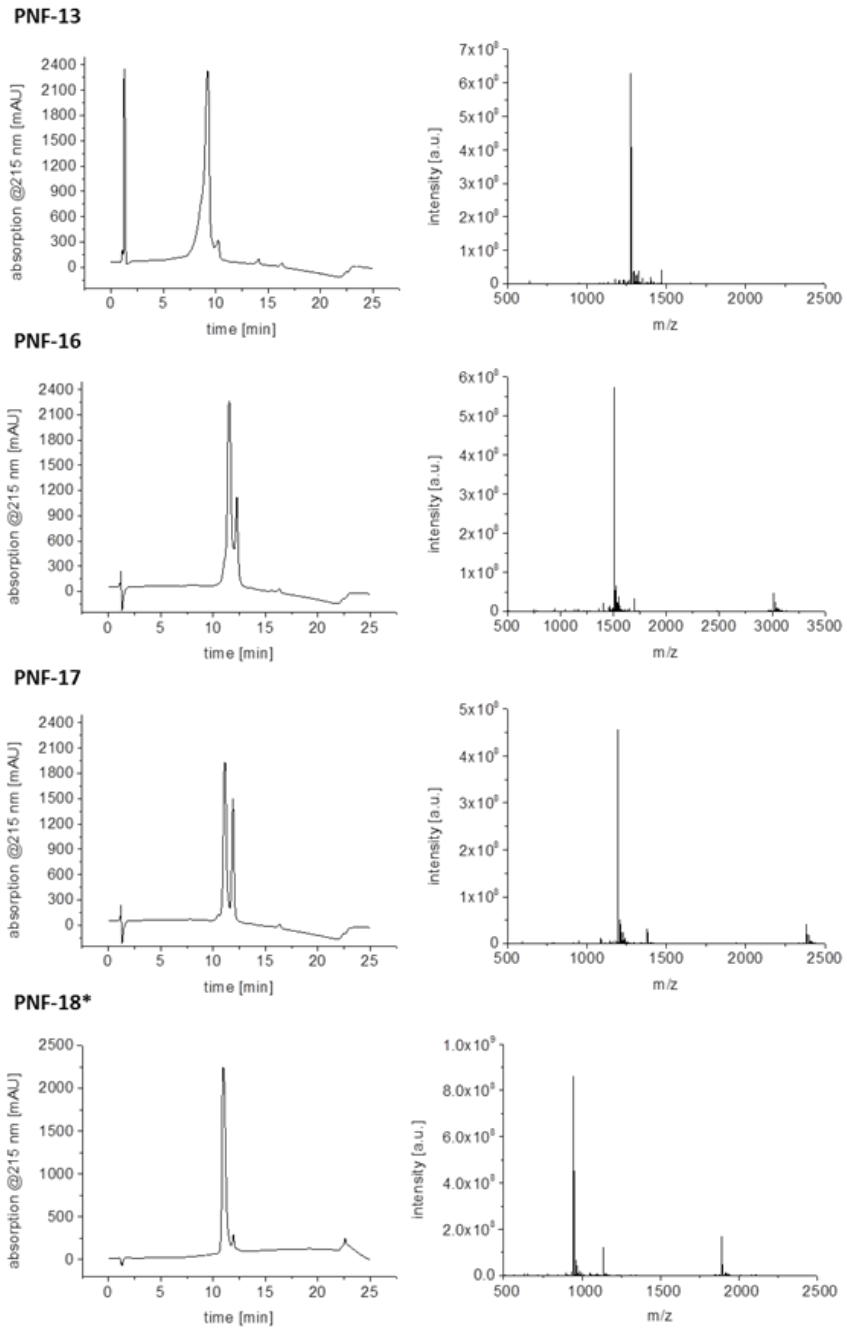 PNF-13
absorption @215 nm [mAU]
2400
2100
1800
1500
1200
900
600
300
0
0 5 10 15 20 25
time [min]
intensity [a.u.]
7x10⁸
6x10⁸
5x10⁸
4x10⁸
3x10⁸
2x10⁸
1x10⁸
0
500 1000 1500 2000 2500
m/z
PNF-16
absorption @215 nm [mAU]
2400
2100
1800
1500
1200
900
600
300
0
0 5 10 15 20 25
time [min]
intensity [a.u.]
6x10⁸
5x10⁸
4x10⁸
3x10⁸
2x10⁸
1x10⁸
0
500 1000 1500 2000 2500 3000 3500
m/z
PNF-17
absorption @215 nm [mAU]
2400
2100
1800
1500
1200
900
600
300
0
0 5 10 15 20 25
time [min]
intensity [a.u.]
5x10⁸
4x10⁸
3x10⁸
2x10⁸
1x10⁸
0
500 1000 1500 2000 2500
m/z
PNF-18*
absorption @215 nm [mAU]
2500
2000
1500
1000
500
0
0 5 10 15 20 25
time [min]
intensity [a.u.]
1.0x10⁹
8.0x10⁸
6.0x10⁸
4.0x10⁸
2.0x10⁸
0.0
500 1000 1500 2000 2500
m/z